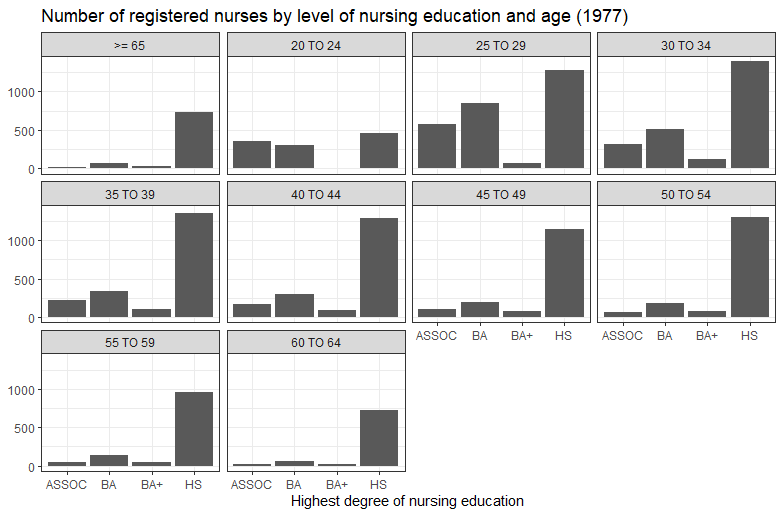 Number of registered nurses by level of nursing education and age (1977)
>= 65
20 TO 24
25 TO 29
30 TO 34
1000
500
0
35 TO 39
40 TO 44
45 TO 49
50 TO 54
1000
500
0
ASSOC BA BA+ HS
ASSOC BA BA+ HS
55 TO 59
60 TO 64
1000
500
0
ASSOC BA BA+ HS
ASSOC BA BA+ HS
Highest degree of nursing education